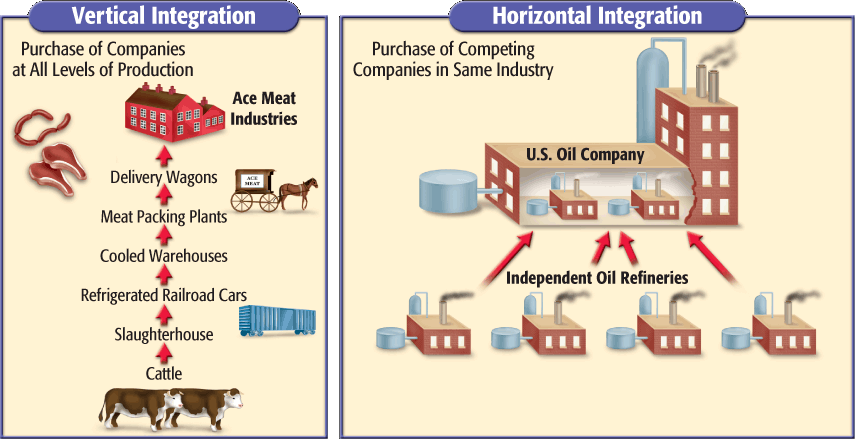 Vertical Integration
Purchase of Companies
at All Levels of Production
Ace Meat
Industries
Delivery Wagons
ACE
MEAT
Meat Packing Plants
Cooled Warehouses
Refrigerated Railroad Cars
Slaughterhouse
Cattle
Horizontal Integration
Purchase of Competing
Companies in Same Industry
U.S. Oil Company
Independent Oil Refineries